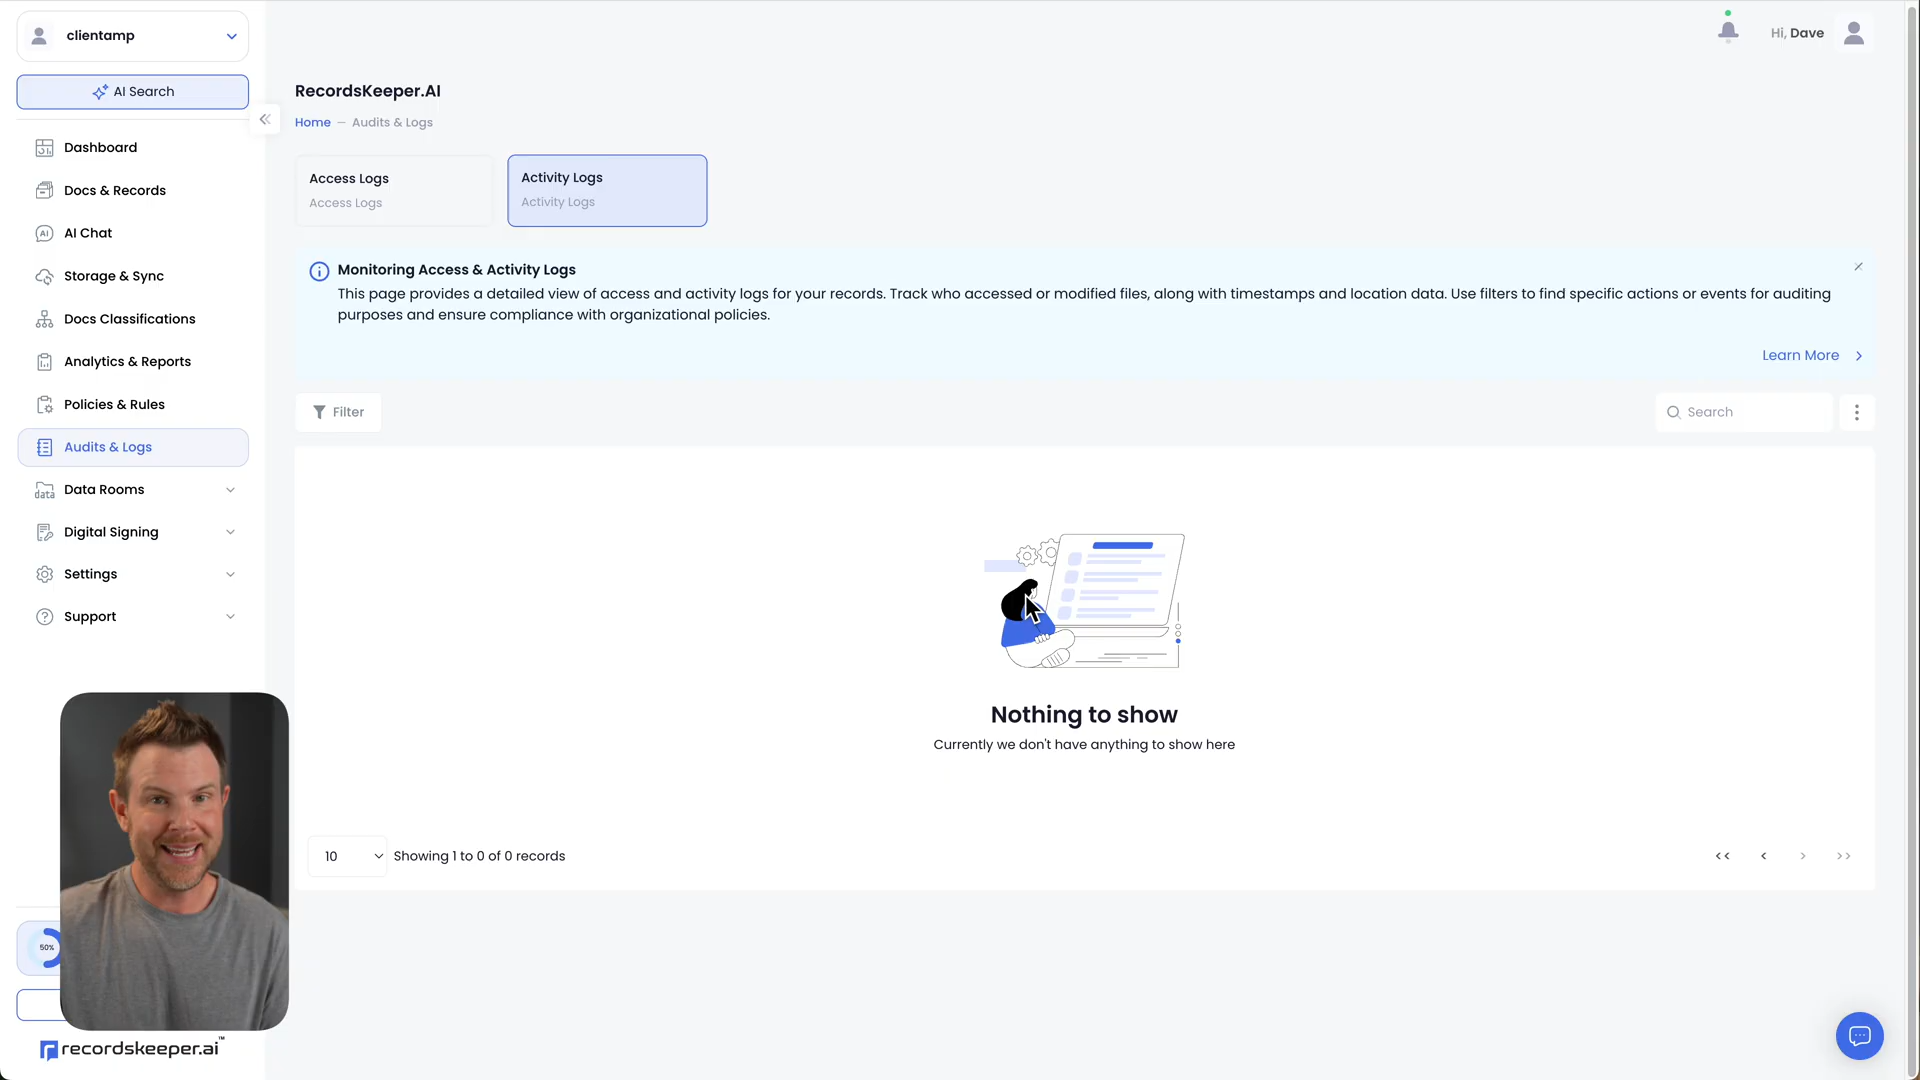 clientamp
Hi, Dave
AI Search
RecordsKeeper.AI
Home — Audits & Logs
Dashboard
Docs & Records
AI Chat
Storage & Sync
Docs Classifications
Analytics & Reports
Policies & Rules
Audits & Logs
data
Data Rooms
Digital Signing
Settings
Support
50%
recordskeeper.ai™
Access Logs
Access Logs
Activity Logs
Activity Logs
Monitoring Access & Activity Logs
This page provides a detailed view of access and activity logs for your records. Track who accessed or modified files, along with timestamps and location data. Use filters to find specific actions or events for auditing
purposes and ensure compliance with organizational policies.
Learn More >
Filter
Search
Nothing to show
Currently we don't have anything to show here
10
Showing 1 to 0 of 0 records
<< < > >>